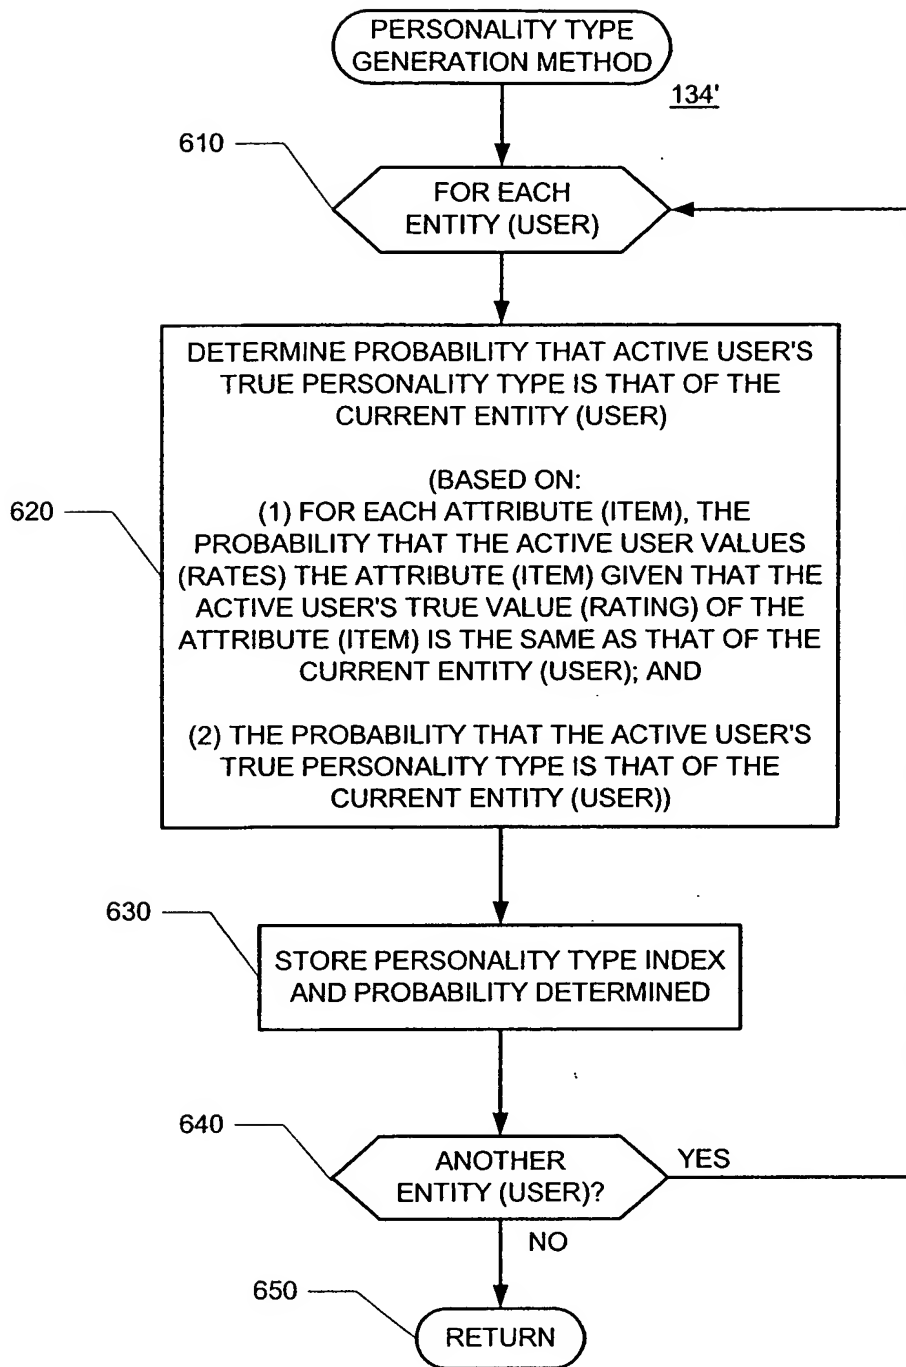 PERSONALITY TYPE
GENERATION METHOD
134'
610
FOR EACH
ENTITY (USER)
DETERMINE PROBABILITY THAT ACTIVE USER'S
TRUE PERSONALITY TYPE IS THAT OF THE
CURRENT ENTITY (USER)
(BASED ON:
620
(1) FOR EACH ATTRIBUTE (ITEM), THE
PROBABILITY THAT THE ACTIVE USER VALUES
(RATES) THE ATTRIBUTE (ITEM) GIVEN THAT THE
ACTIVE USER'S TRUE VALUE (RATING) OF THE
ATTRIBUTE (ITEM) IS THE SAME AS THAT OF THE
CURRENT ENTITY (USER); AND
(2) THE PROBABILITY THAT THE ACTIVE USER'S
TRUE PERSONALITY TYPE IS THAT OF THE
CURRENT ENTITY (USER))
630
STORE PERSONALITY TYPE INDEX
AND PROBABILITY DETERMINED
640
ANOTHER
ENTITY (USER)?
YES
NO
650
RETURN